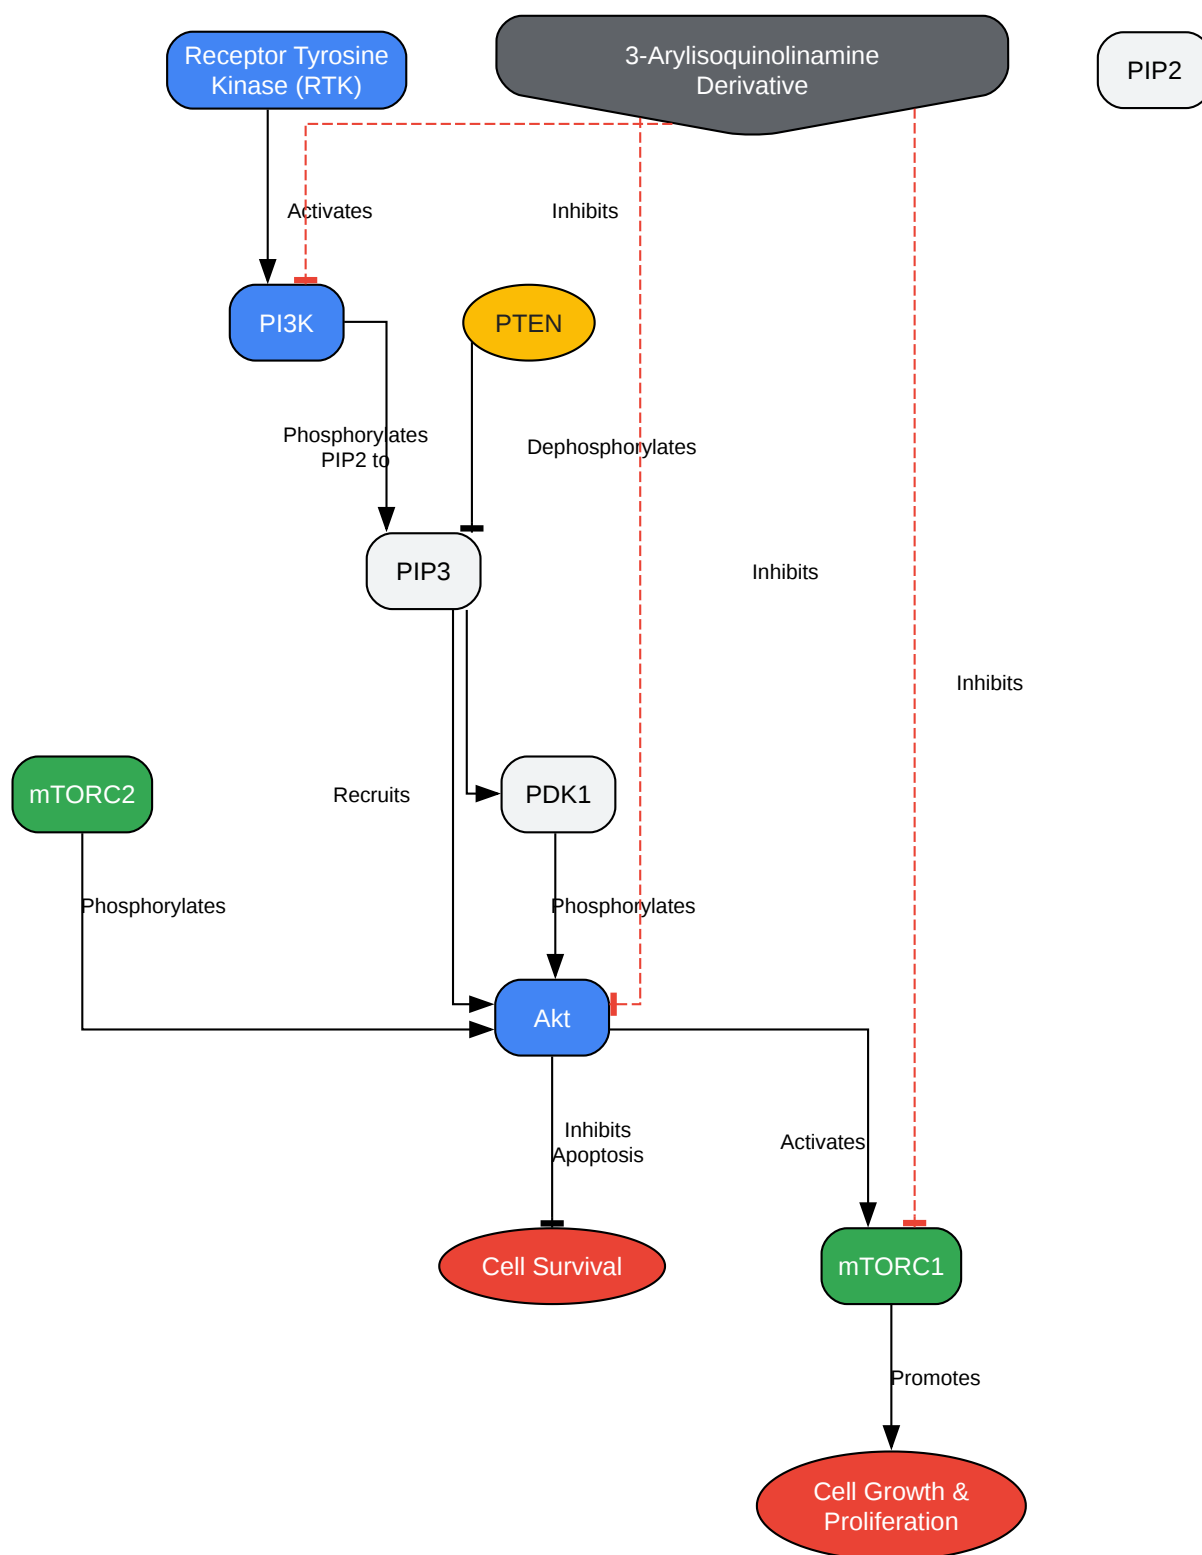 Receptor Tyrosine
Kinase (RTK)
3-Arylisoquinolinamine
Derivative
PIP2
Activates
Inhibits
PI3K
PTEN
Phosphorylates
PIP2 to
Dephosphorylates
PIP3
Inhibits
Inhibits
mTORC2
Recruits
PDK1
Phosphorylates
Phosphorylates
Akt
Inhibits
Apoptosis
Activates
Cell Survival
mTORC1
Promotes
Cell Growth &
Proliferation